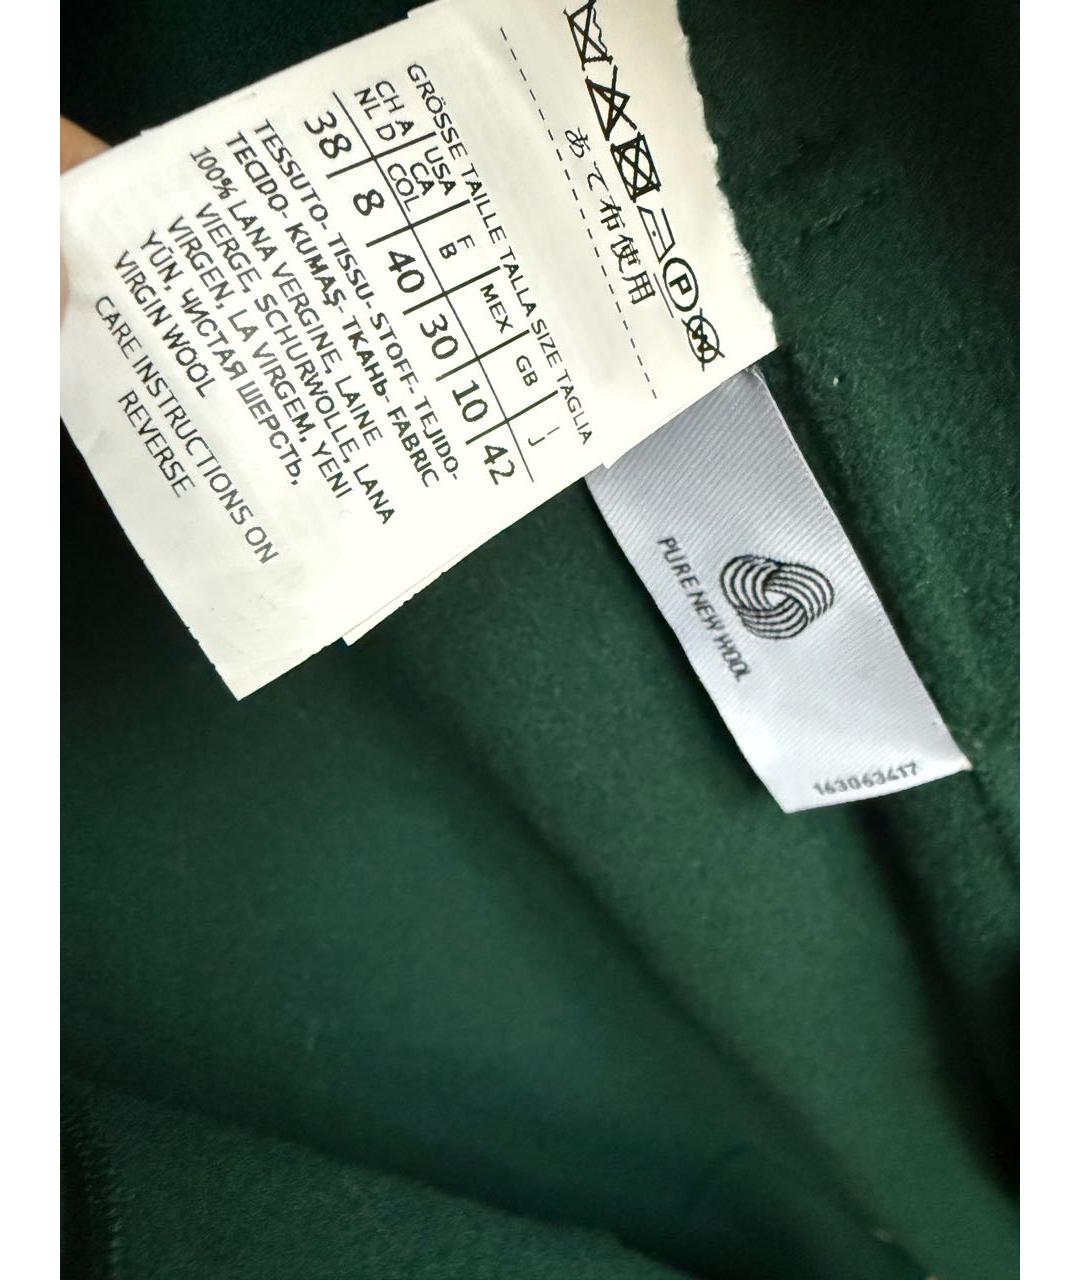 あて布使用
GRÖSSE TAILLE TALLA SIZE TAGLIA
CH A USA F MEX GB I
NL D CA B J
COL
38 8 40 30 10 42
TESSUTO- TISSU- STOFF- TEJIDO-
TECIDO- KUMAŞ- ТКАНЬ- FABRIC
100% LANA VERGINE, LAINE
VIERGE, SCHURWOLLE, LANA
VIRGEN, LA VIRGEM, YENI
YÜN, ЧИСТАЯ ШЕРСТЬ,
VIRGIN WOOL
CARE INSTRUCTIONS ON
REVERSE
PURE NEW WOOL
163063417